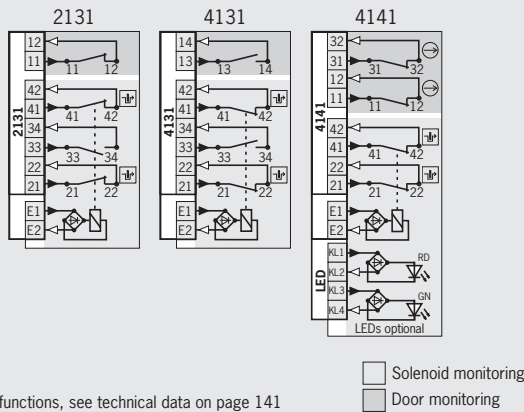 2131 4131 4141
12
11
11 12
42
41
41 42
34
33
33 34
22
21
21 22
E1
E2
2131
14
13
13 14
42
41
41 42
34
33
33 34
22
21
21 22
E1
E2
4131
32
31
31 32
12
11
11 12
42
41
41 42
22
21
21 22
E1
E2
4141
KL1
KL2
KL3
KL4
LED
RD
GN
LEDs optional
Solenoid monitoring
Door monitoring
functions, see technical data on page 141